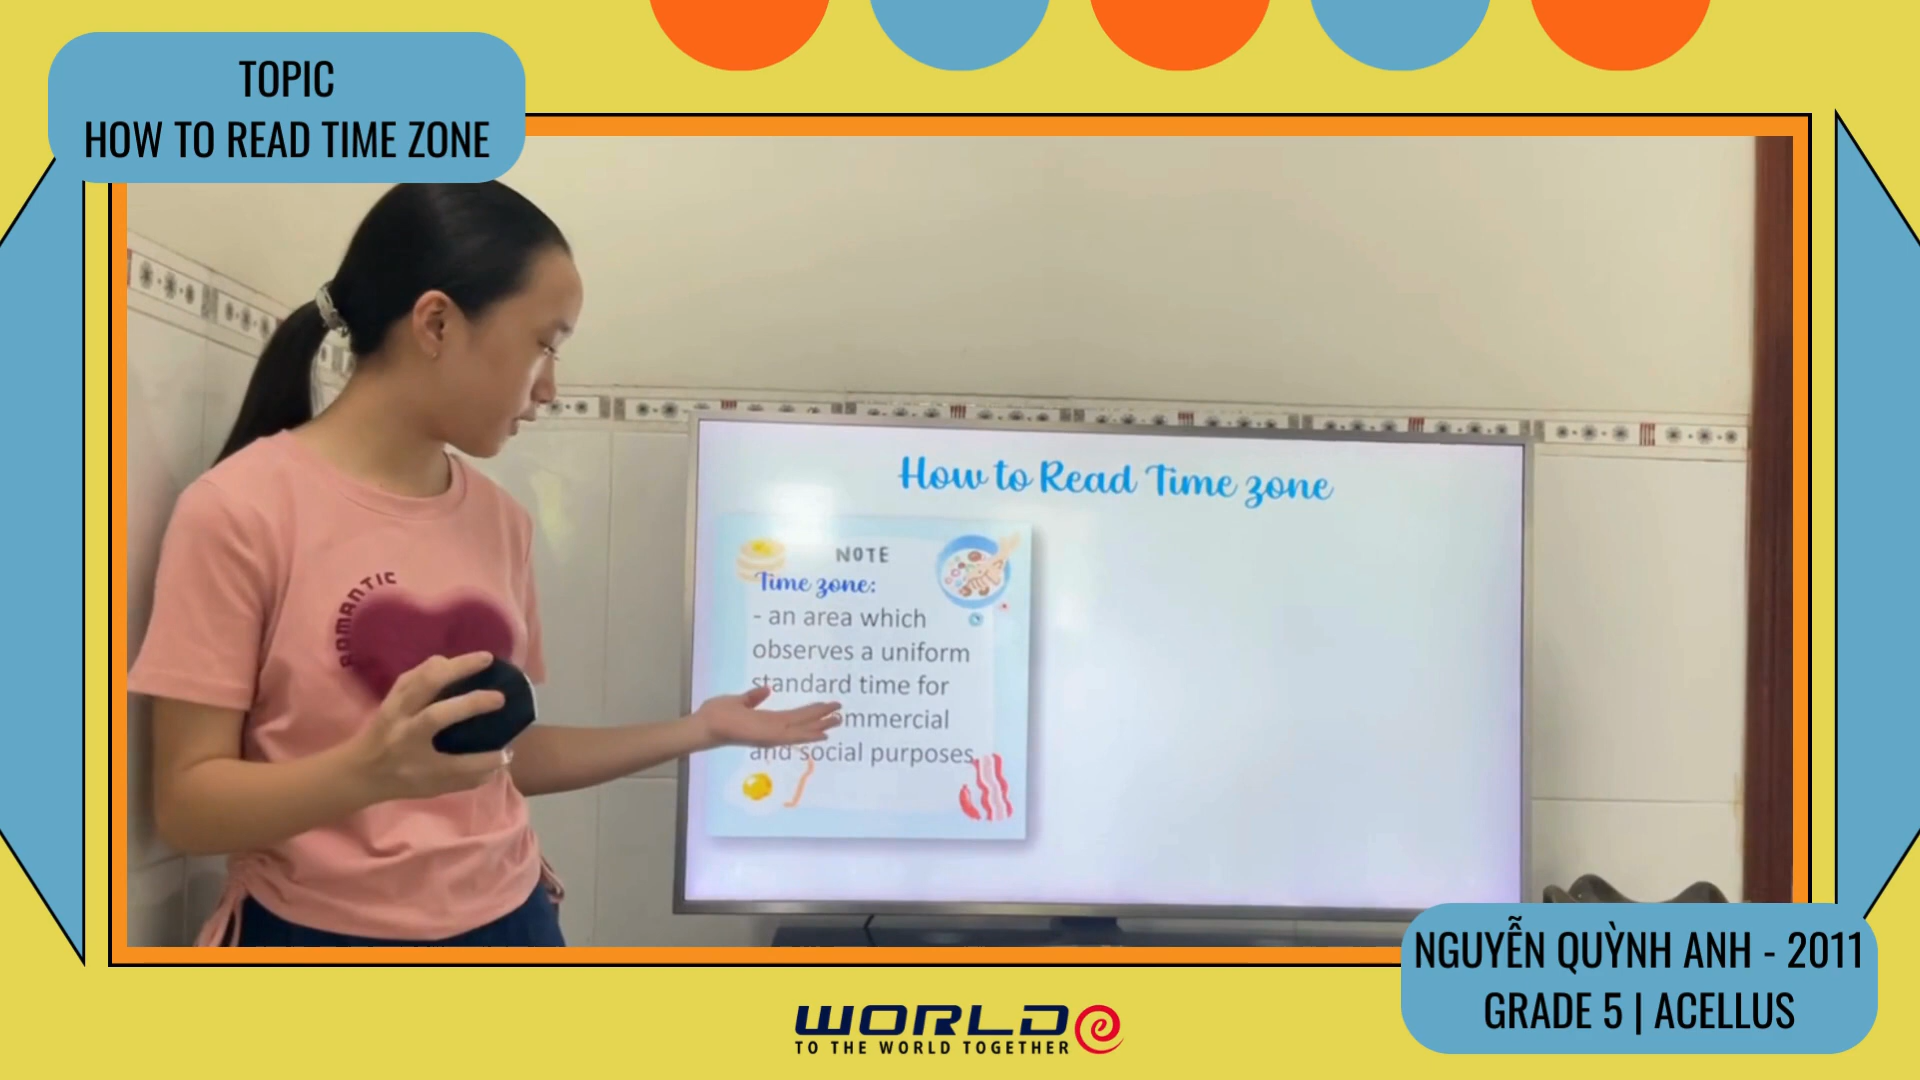 TOPIC
HOW TO READ TIME ZONE
ROMANTIC
How to Read Time zone
NOTE
Time zone:
- an area which
observes a uniform
standard time for
ommercial
and social purposes
NGUYỄN QUỲNH ANH - 2011
GRADE 5 | ACELLUS
WORLD e
TO THE WORLD TOGETHER